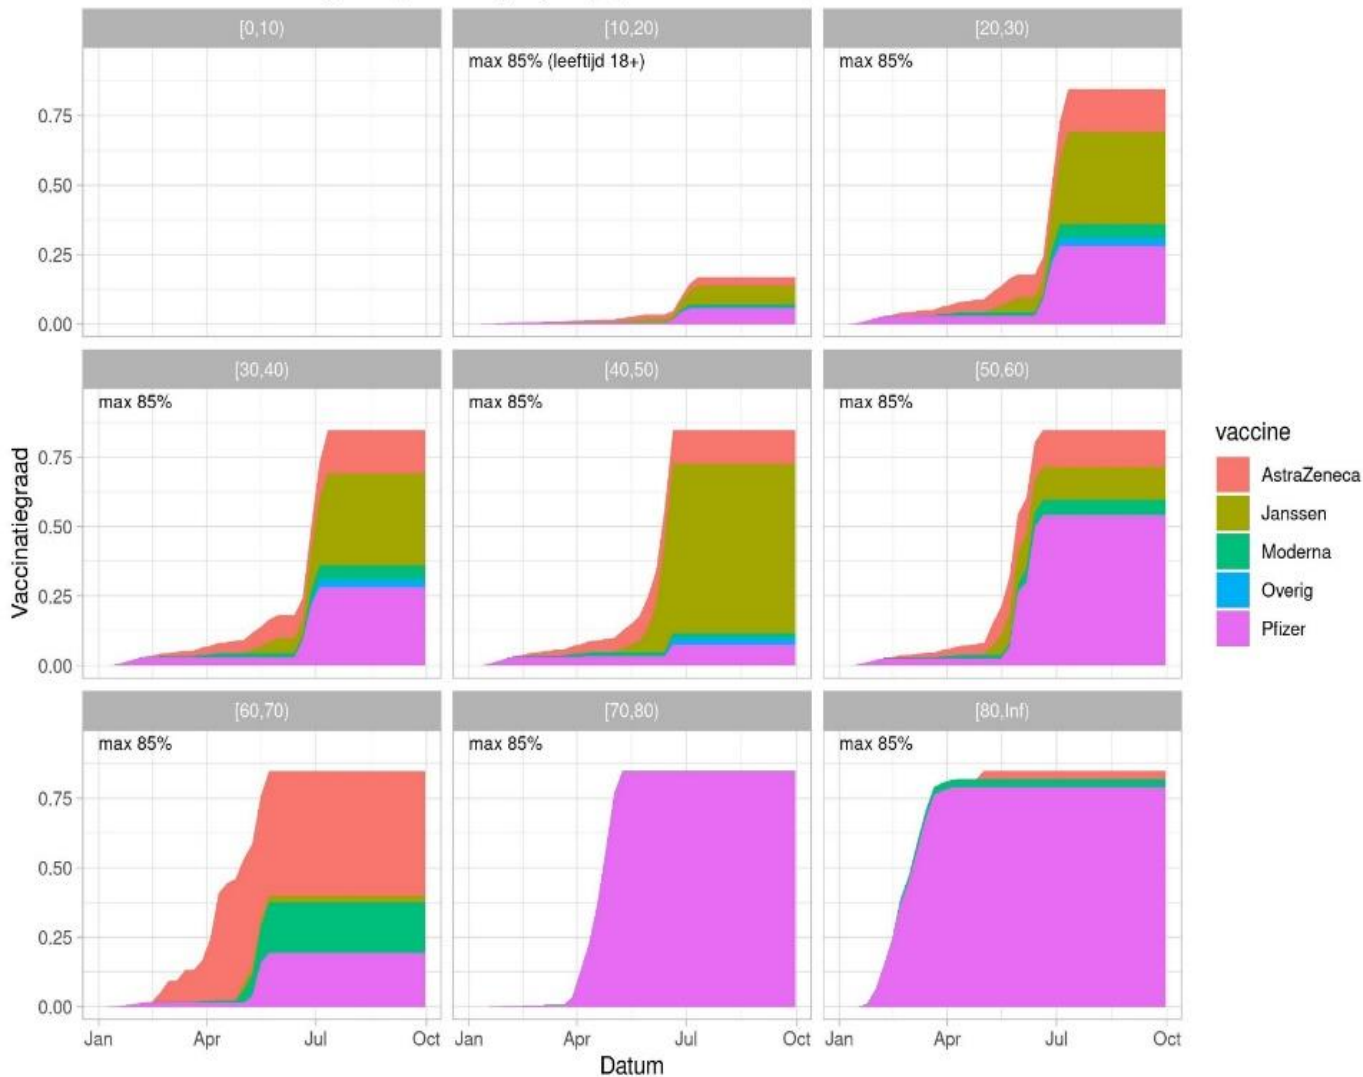 [0,10)
[10,20)
[20,30)
max 85% (leeftijd 18+)
max 85%
0.75
0.50
0.25
0.00
[30,40)
[40,50)
[50,60)
max 85%
max 85%
max 85%
0.75
0.50
0.25
0.00
Vaccinatiegraad
vaccine
AstraZeneca
Janssen
Moderna
Overig
Pfizer
[60,70)
[70,80)
[80,Inf)
max 85%
max 85%
max 85%
0.75
0.50
0.25
0.00
Jan Apr Jul Oct Jan Apr Jul Oct Jan Apr Jul Oct
Datum